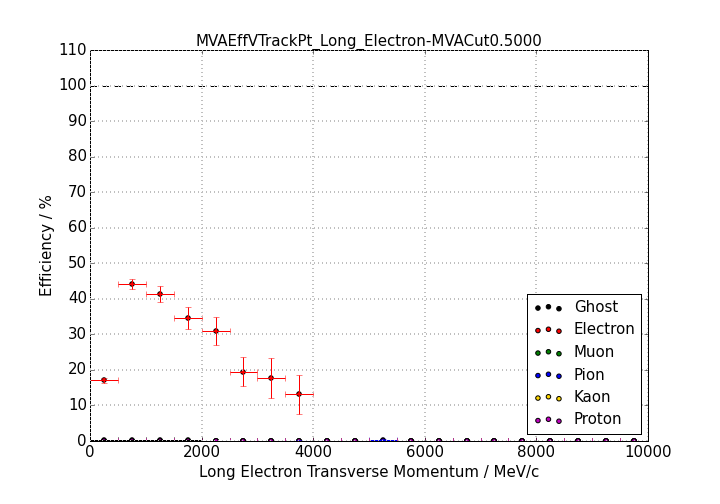 MVAEffVTrackPt_Long_Electron-MVACut0.5000
110
100
90
80
70
60
50
40
30
20
10
0
Efficiency / %
Ghost
Electron
Muon
Pion
Kaon
Proton
0 2000 4000 6000 8000 10000
Long Electron Transverse Momentum / MeV/c